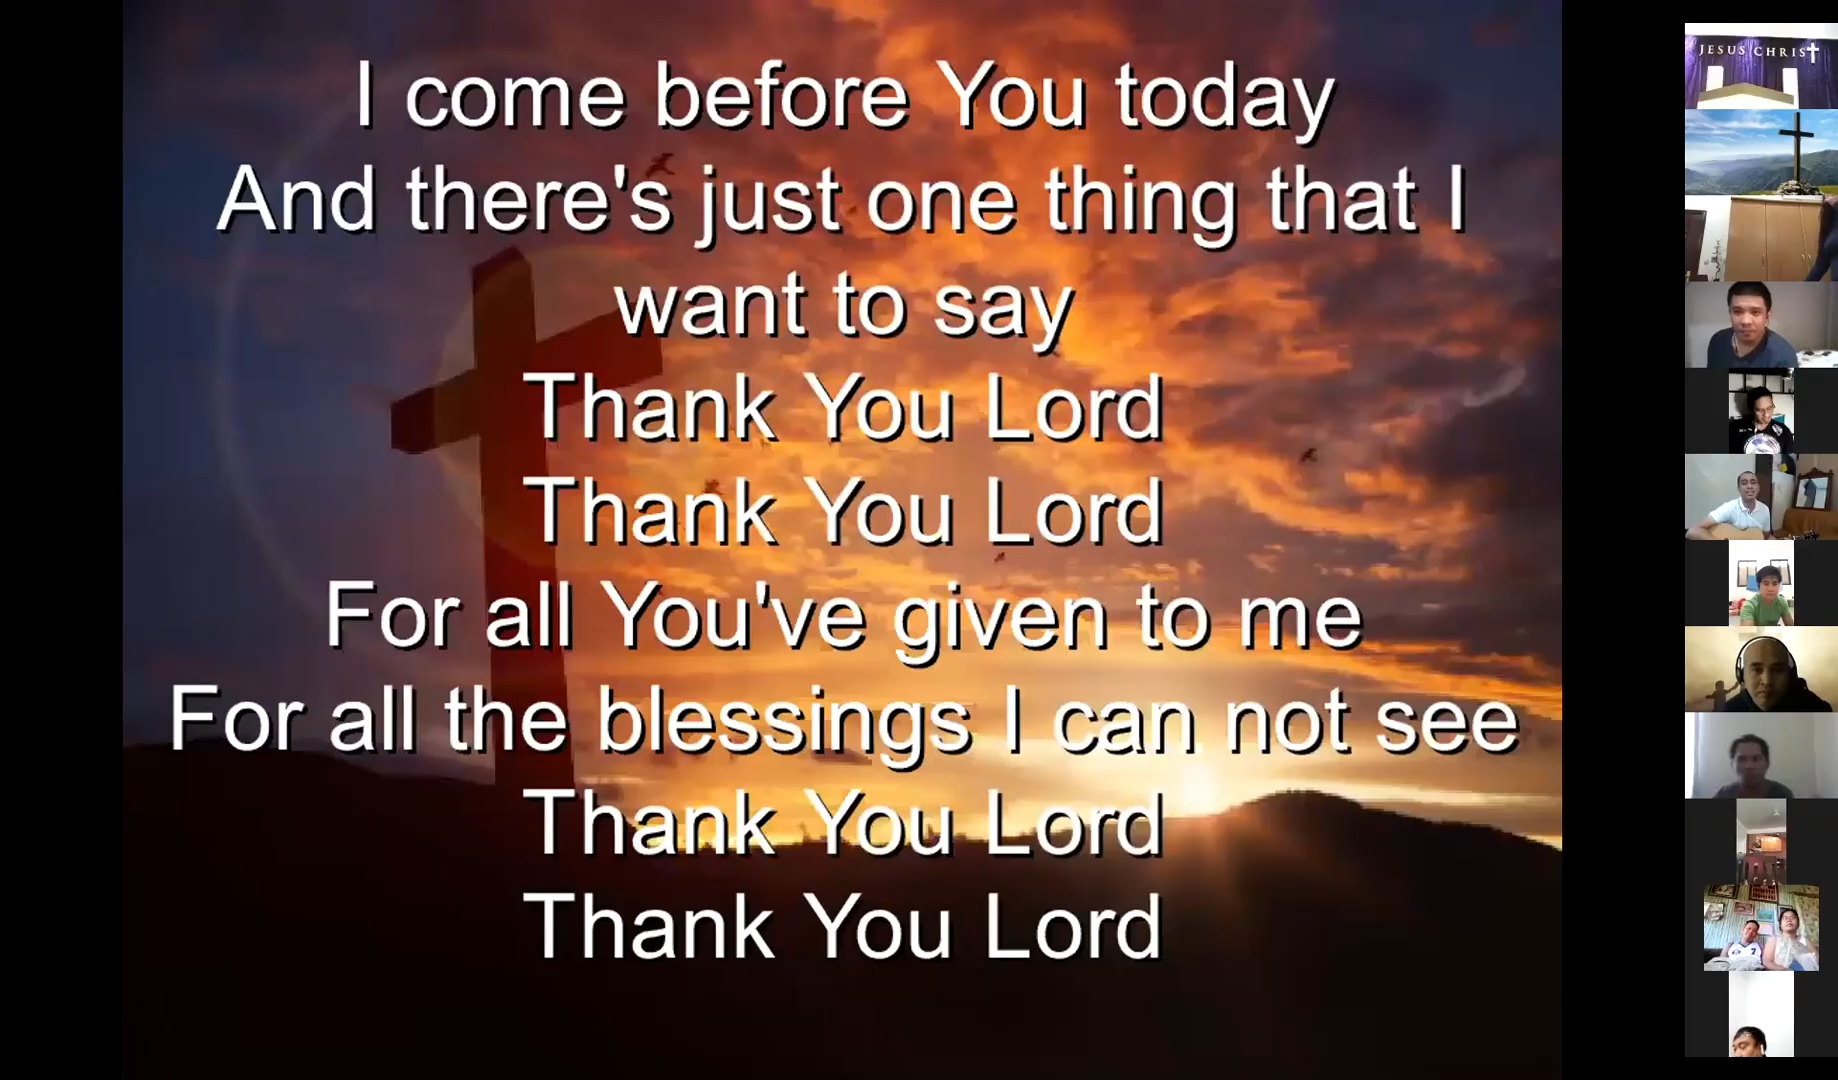 I come before You today
And there's just one thing that I
want to say
Thank You Lord
Thank You Lord
For all You've given to me
For all the blessings I can not see
Thank You Lord
Thank You Lord
JESUS CHRIST